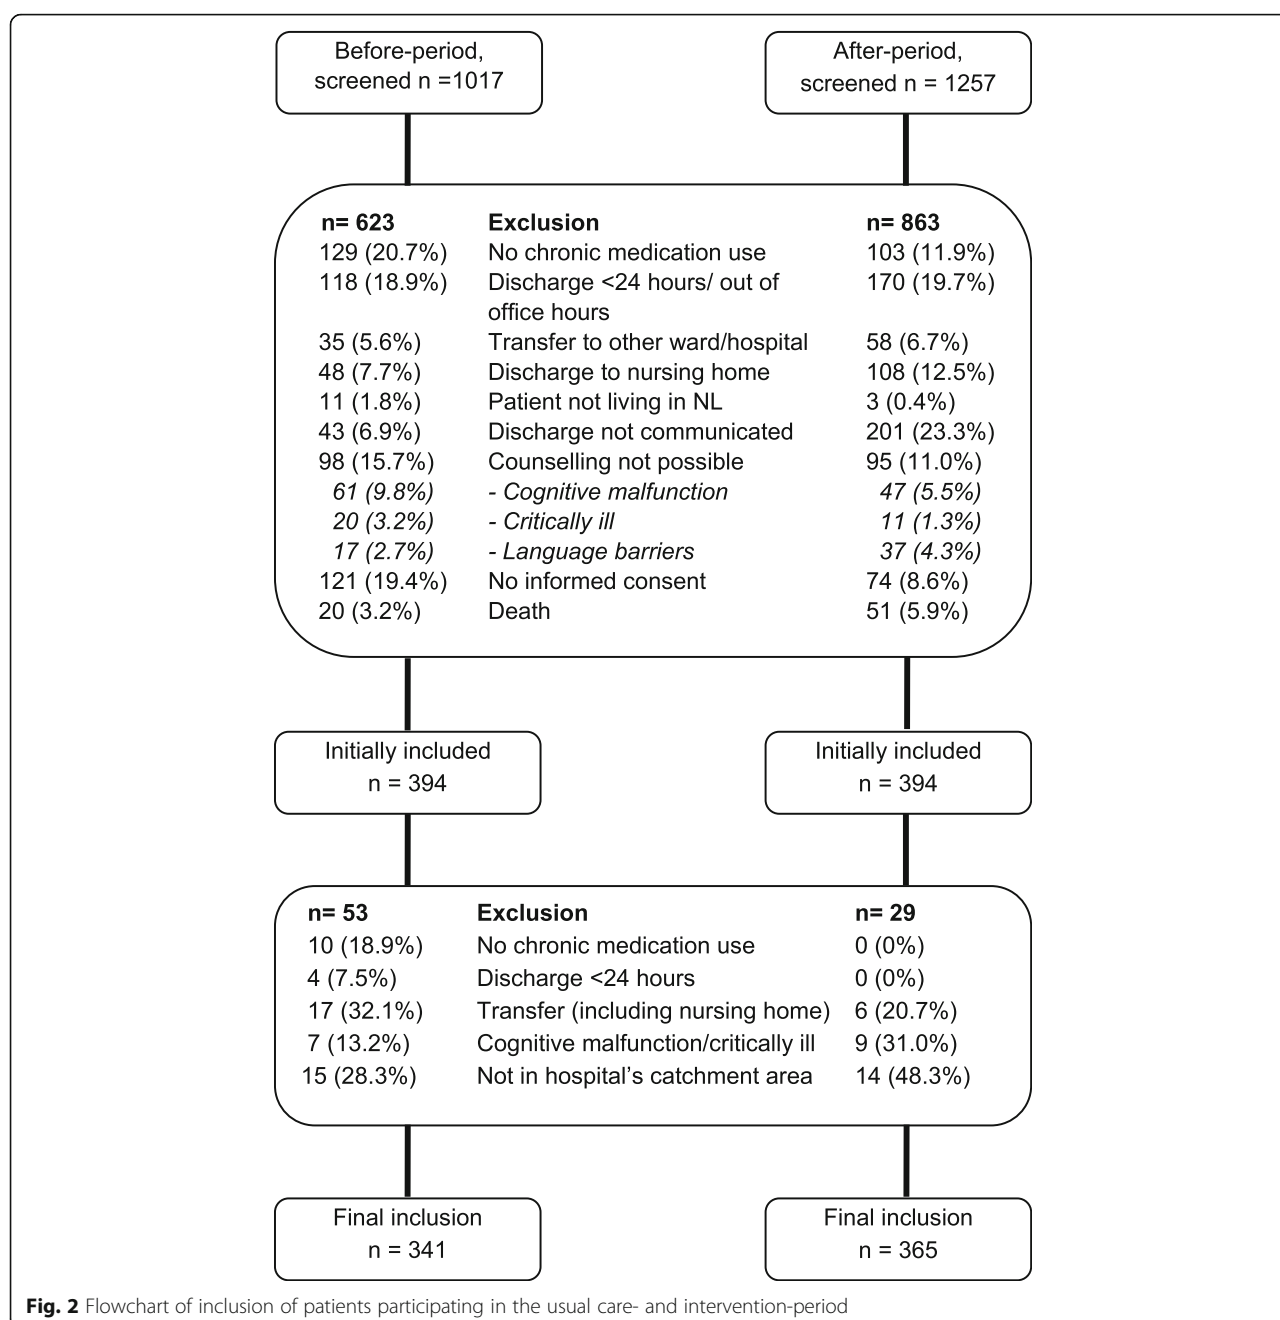 Before-period,
screened n =1017
After-period,
screened n = 1257
n= 623 Exclusion n= 863
129 (20.7%) No chronic medication use 103 (11.9%)
118 (18.9%) Discharge <24 hours/ out of 170 (19.7%)
office hours
35 (5.6%) Transfer to other ward/hospital 58 (6.7%)
48 (7.7%) Discharge to nursing home 108 (12.5%)
11 (1.8%) Patient not living in NL 3 (0.4%)
43 (6.9%) Discharge not communicated 201 (23.3%)
98 (15.7%) Counselling not possible 95 (11.0%)
61 (9.8%) - Cognitive malfunction 47 (5.5%)
20 (3.2%) - Critically ill 11 (1.3%)
17 (2.7%) - Language barriers 37 (4.3%)
121 (19.4%) No informed consent 74 (8.6%)
20 (3.2%) Death 51 (5.9%)
Initially included
n = 394
Initially included
n = 394
n= 53 Exclusion n= 29
10 (18.9%) No chronic medication use 0 (0%)
4 (7.5%) Discharge <24 hours 0 (0%)
17 (32.1%) Transfer (including nursing home) 6 (20.7%)
7 (13.2%) Cognitive malfunction/critically ill 9 (31.0%)
15 (28.3%) Not in hospital's catchment area 14 (48.3%)
Final inclusion
n = 341
Final inclusion
n = 365
Fig. 2 Flowchart of inclusion of patients participating in the usual care- and intervention-period